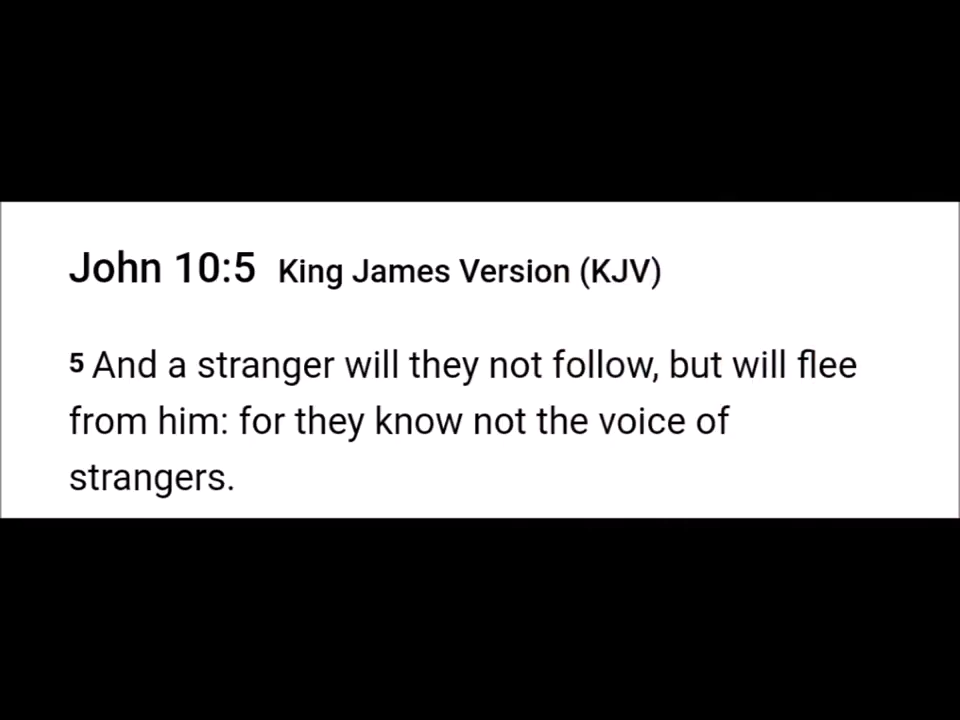 John 10:5 King James Version (KJV)
5 And a stranger will they not follow, but will flee
from him: for they know not the voice of
strangers.